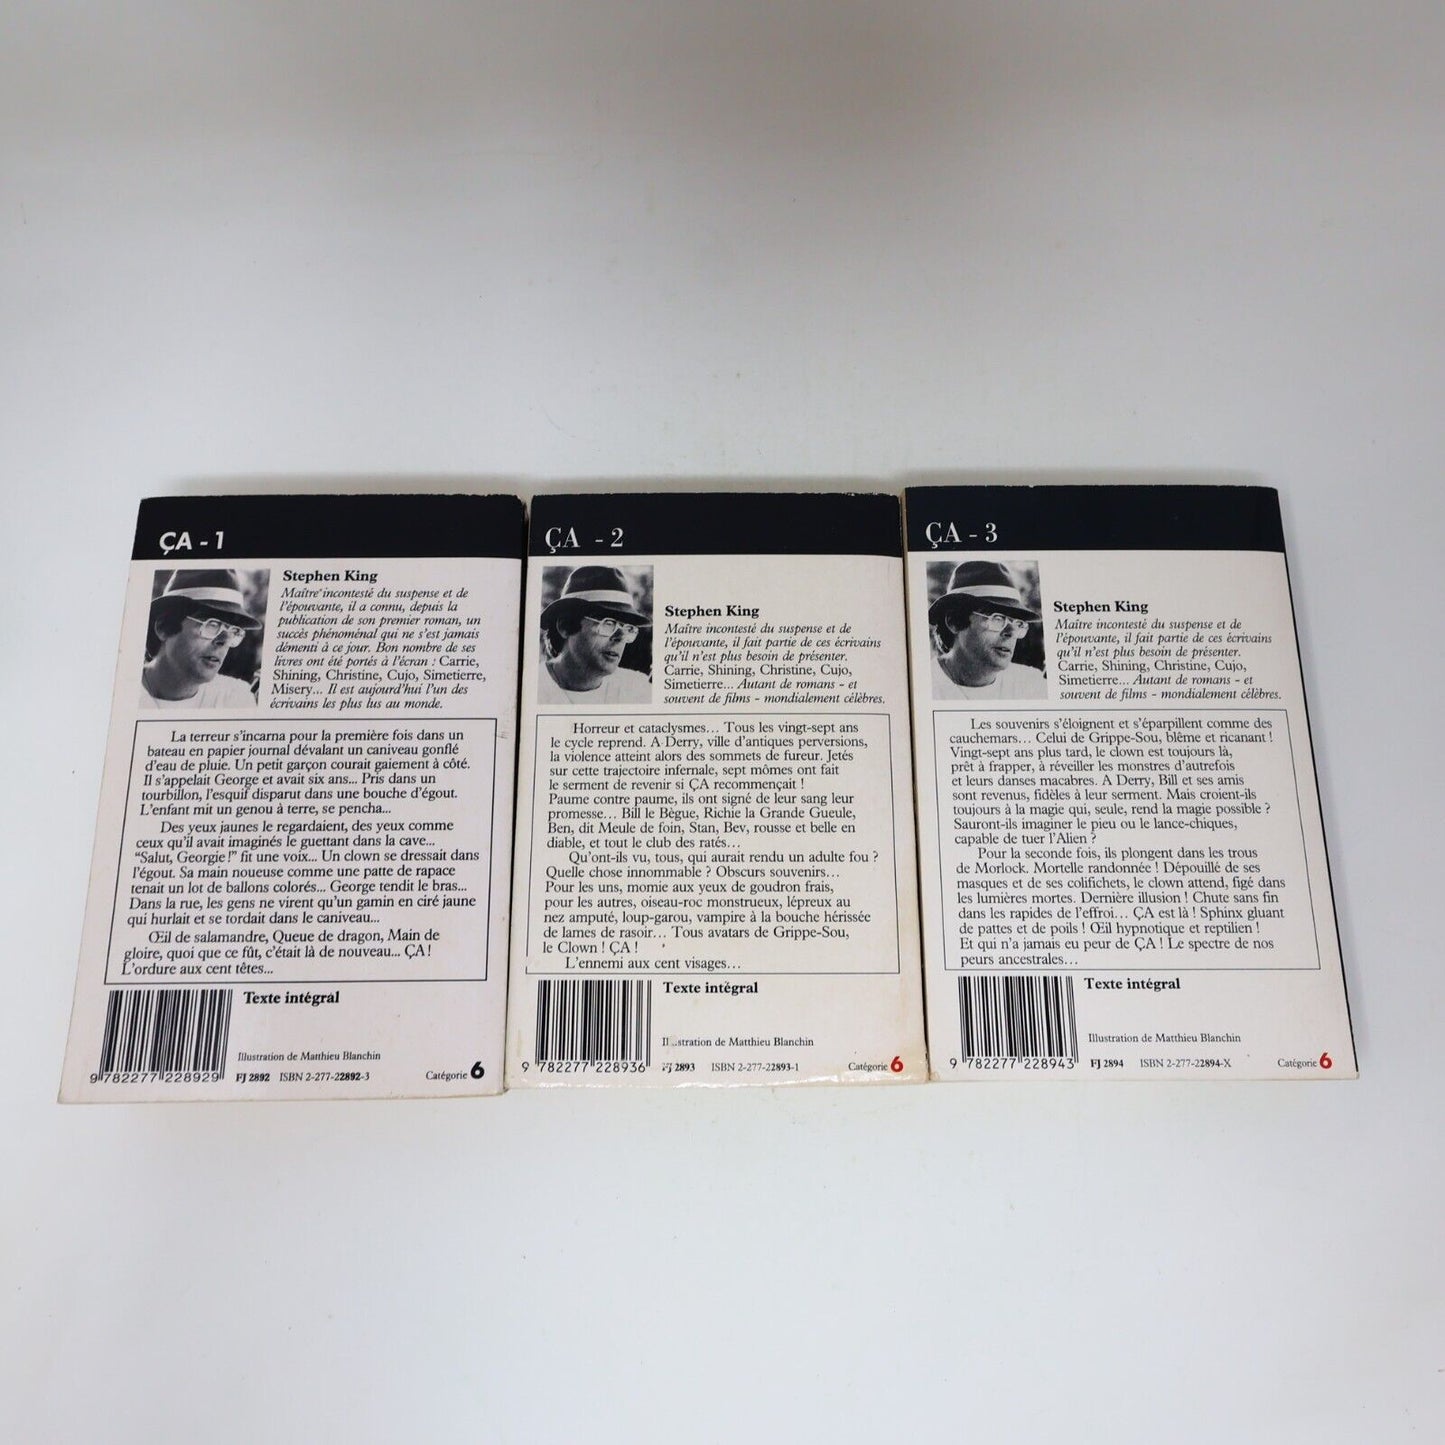 ÇA - 1
Stephen King
Maître incontesté du suspense et de
l'épouvante, il a connu, depuis la
publication de son premier roman, un
succès phénoménal qui ne s'est jamais
démenti à ce jour. Bon nombre de ses
livres ont été portés à l'écran : Carrie,
Shining, Christine, Cujo, Simetierre,
Misery... Il est aujourd'hui l'un des
écrivains les plus lus au monde.
La terreur s'incarna pour la première fois dans un
bateau en papier journal dévalant un caniveau gonflé
d'eau de pluie. Un petit garçon courait gaiement à côté.
Il s'appelait George et avait six ans... Pris dans un
tourbillon, l'esquif disparut dans une bouche d'égout.
L'enfant mit un genou à terre, se pencha...
Des yeux jaunes le regardaient, des yeux comme
ceux qu'il avait imaginés le guettant dans la cave...
"Salut, Georgie !" fit une voix... Un clown se dressait dans
l'égout. Sa main noueuse comme une patte de rapace
tenait un lot de ballons colorés... George tendit le bras...
Dans la rue, les gens ne virent qu'un gamin en ciré jaune
qui hurlait et se tordait dans le caniveau...
Œil de salamandre, Queue de dragon, Main de
gloire, quoi que ce fût, c'était là de nouveau... ÇA !
L'ordure aux cent têtes...
Texte intégral
Illustration de Matthieu Blanchin
9 782277 228929
FJ 2892 ISBN 2-277-22892-3
Catégorie 6
ÇA - 2
Stephen King
Maître incontesté du suspense et de
l'épouvante, il fait partie de ces écrivains
qu'il n'est plus besoin de présenter.
Carrie, Shining, Christine, Cujo,
Simetierre... Autant de romans - et
souvent de films - mondialement célèbres.
Horreur et cataclysmes... Tous les vingt-sept ans
le cycle reprend. A Derry, ville d'antiques perversions,
la violence atteint alors des sommets de fureur. Jetés
sur cette trajectoire infernale, sept mômes ont fait
le serment de revenir si ÇA recommençait !
Paume contre paume, ils ont signé de leur sang leur
promesse... Bill le Bègue, Richie la Grande Gueule,
Ben, dit Meule de foin, Stan, Bev, rousse et belle en
diable, et tout le club des ratés...
Qu'ont-ils vu, tous, qui aurait rendu un adulte fou ?
Quelle chose innommable ? Obscurs souvenirs...
Pour les uns, momie aux yeux de goudron frais,
pour les autres, oiseau-roc monstrueux, lépreux au
nez amputé, loup-garou, vampire à la bouche hérissée
de lames de rasoir... Tous avatars de Grippe-Sou,
le Clown ! ÇA !
L'ennemi aux cent visages...
Texte intégral
Illustration de Matthieu Blanchin
9 782277 228936
FJ 2893 ISBN 2-277-22893-1
Catégorie 6
ÇA - 3
Stephen King
Maître incontesté du suspense et de
l'épouvante, il fait partie de ces écrivains
qu'il n'est plus besoin de présenter.
Carrie, Shining, Christine, Cujo,
Simetierre... Autant de romans - et
souvent de films - mondialement célèbres.
Les souvenirs s'éloignent et s'éparpillent comme des
cauchemars... Celui de Grippe-Sou, blême et ricanant !
Vingt-sept ans plus tard, le clown est toujours là,
prêt à frapper, à réveiller les monstres d'autrefois
et leurs danses macabres. A Derry, Bill et ses amis
sont revenus, fidèles à leur serment. Mais croient-ils
toujours à la magie qui, seule, rend la magie possible ?
Sauront-ils imaginer le pieu ou le lance-chiques,
capable de tuer l'Alien ?
Pour la seconde fois, ils plongent dans les trous
de Morlock. Mortelle randonnée ! Dépouillé de ses
masques et de ses colifichets, le clown attend, figé dans
les lumières mortes. Dernière illusion ! Chute sans fin
dans les rapides de l'effroi... ÇA est là ! Sphinx gluant
de pattes et de poils ! Œil hypnotique et reptilien !
Et qui n'a jamais eu peur de ÇA ! Le spectre de nos
peurs ancestrales...
Texte intégral
Illustration de Matthieu Blanchin
9 782277 228943
FJ 2894 ISBN 2-277-22894-X
Catégorie 6